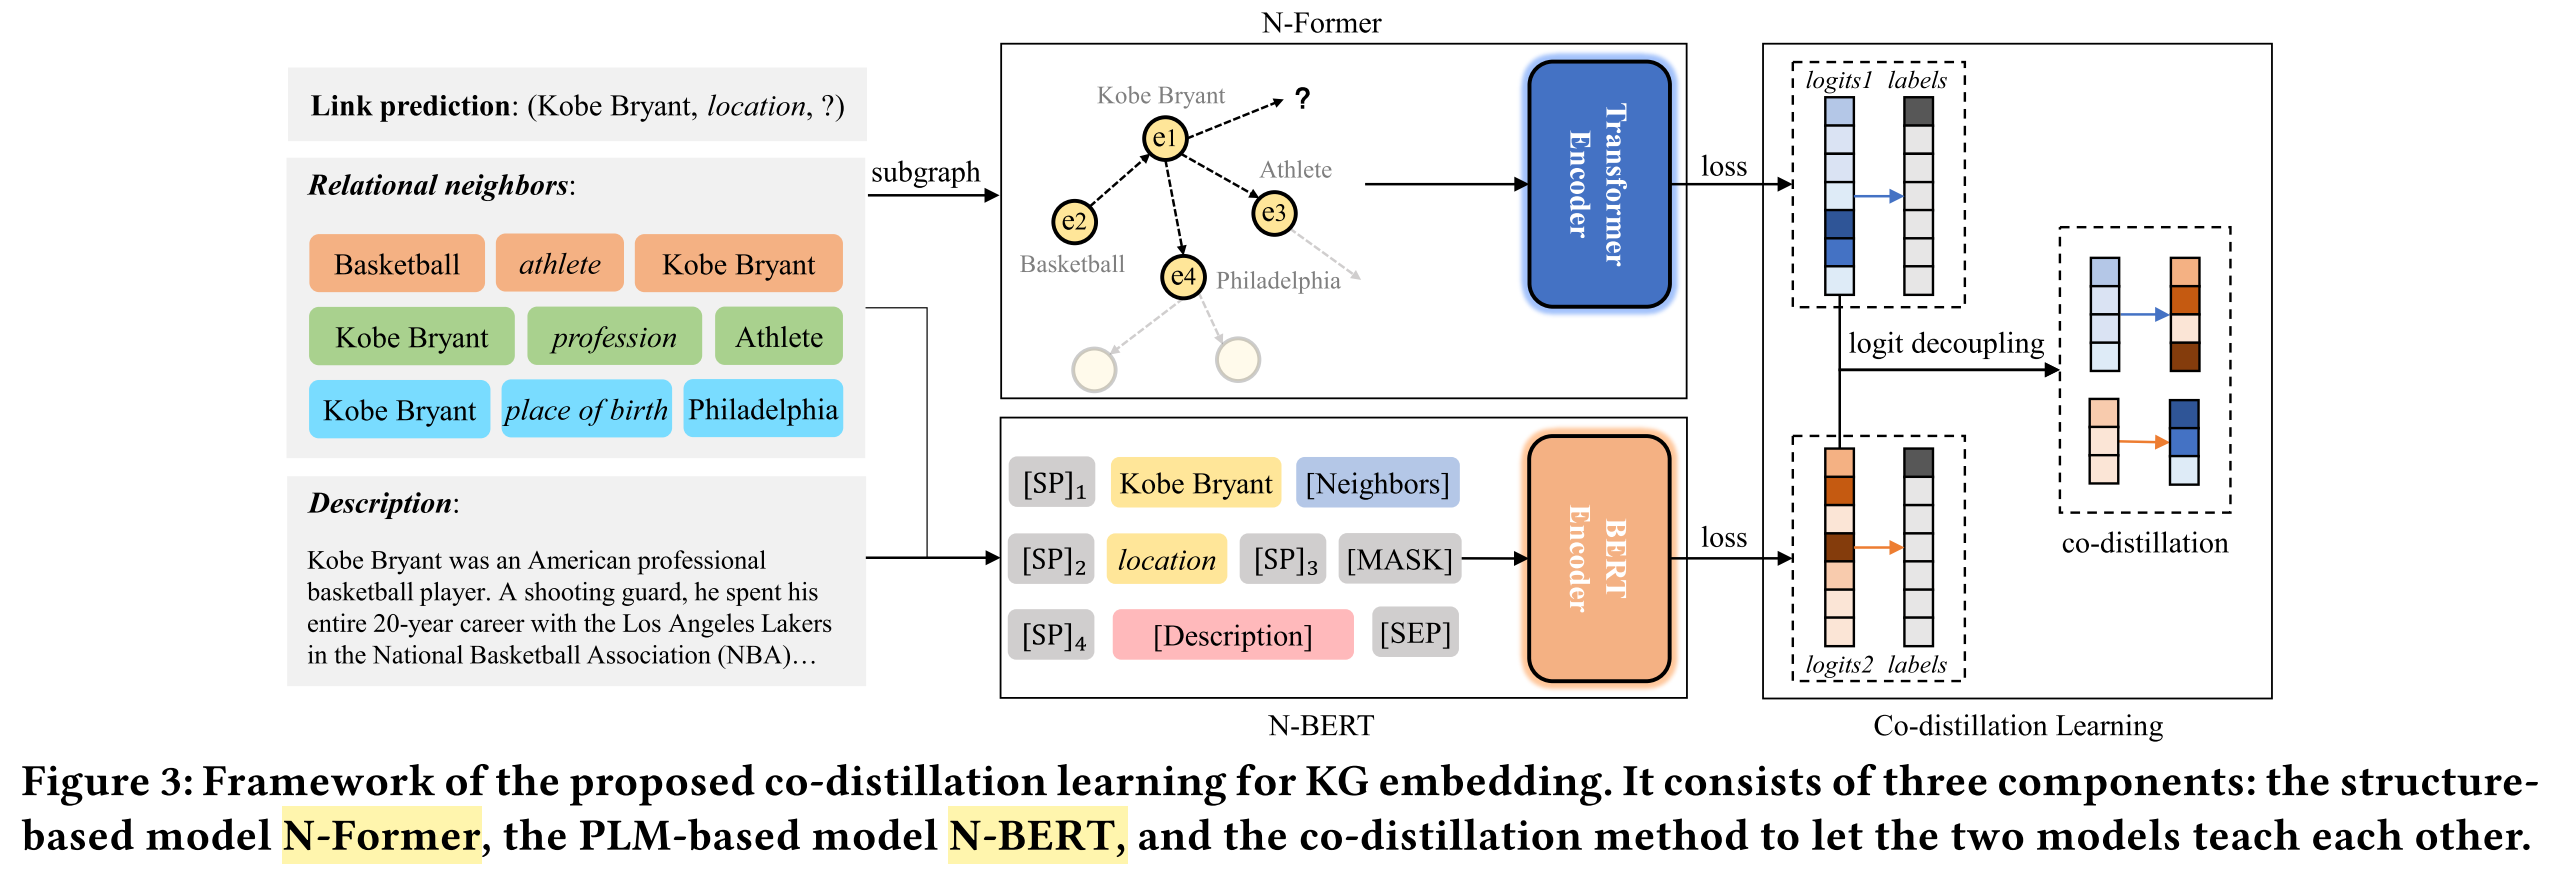 N-Former
Link prediction: (Kobe Bryant, location, ?)
Relational neighbors:
Basketball athlete Kobe Bryant
Kobe Bryant profession Athlete
Kobe Bryant place of birth Philadelphia
Description:
Kobe Bryant was an American professional
basketball player. A shooting guard, he spent his
entire 20-year career with the Los Angeles Lakers
in the National Basketball Association (NBA)…
subgraph
Kobe Bryant
?
e1
Athlete
e2
e3
Basketball
e4
Philadelphia
Transformer
Encoder
loss
[SP]1 Kobe Bryant [Neighbors]
[SP]2 location [SP]3 [MASK]
[SP]4 [Description] [SEP]
BERT
Encoder
loss
N-BERT
logits1 labels
logit decoupling
logits2 labels
co-distillation
Co-distillation Learning
Figure 3: Framework of the proposed co-distillation learning for KG embedding. It consists of three components: the structure-
based model N-Former, the PLM-based model N-BERT, and the co-distillation method to let the two models teach each other.